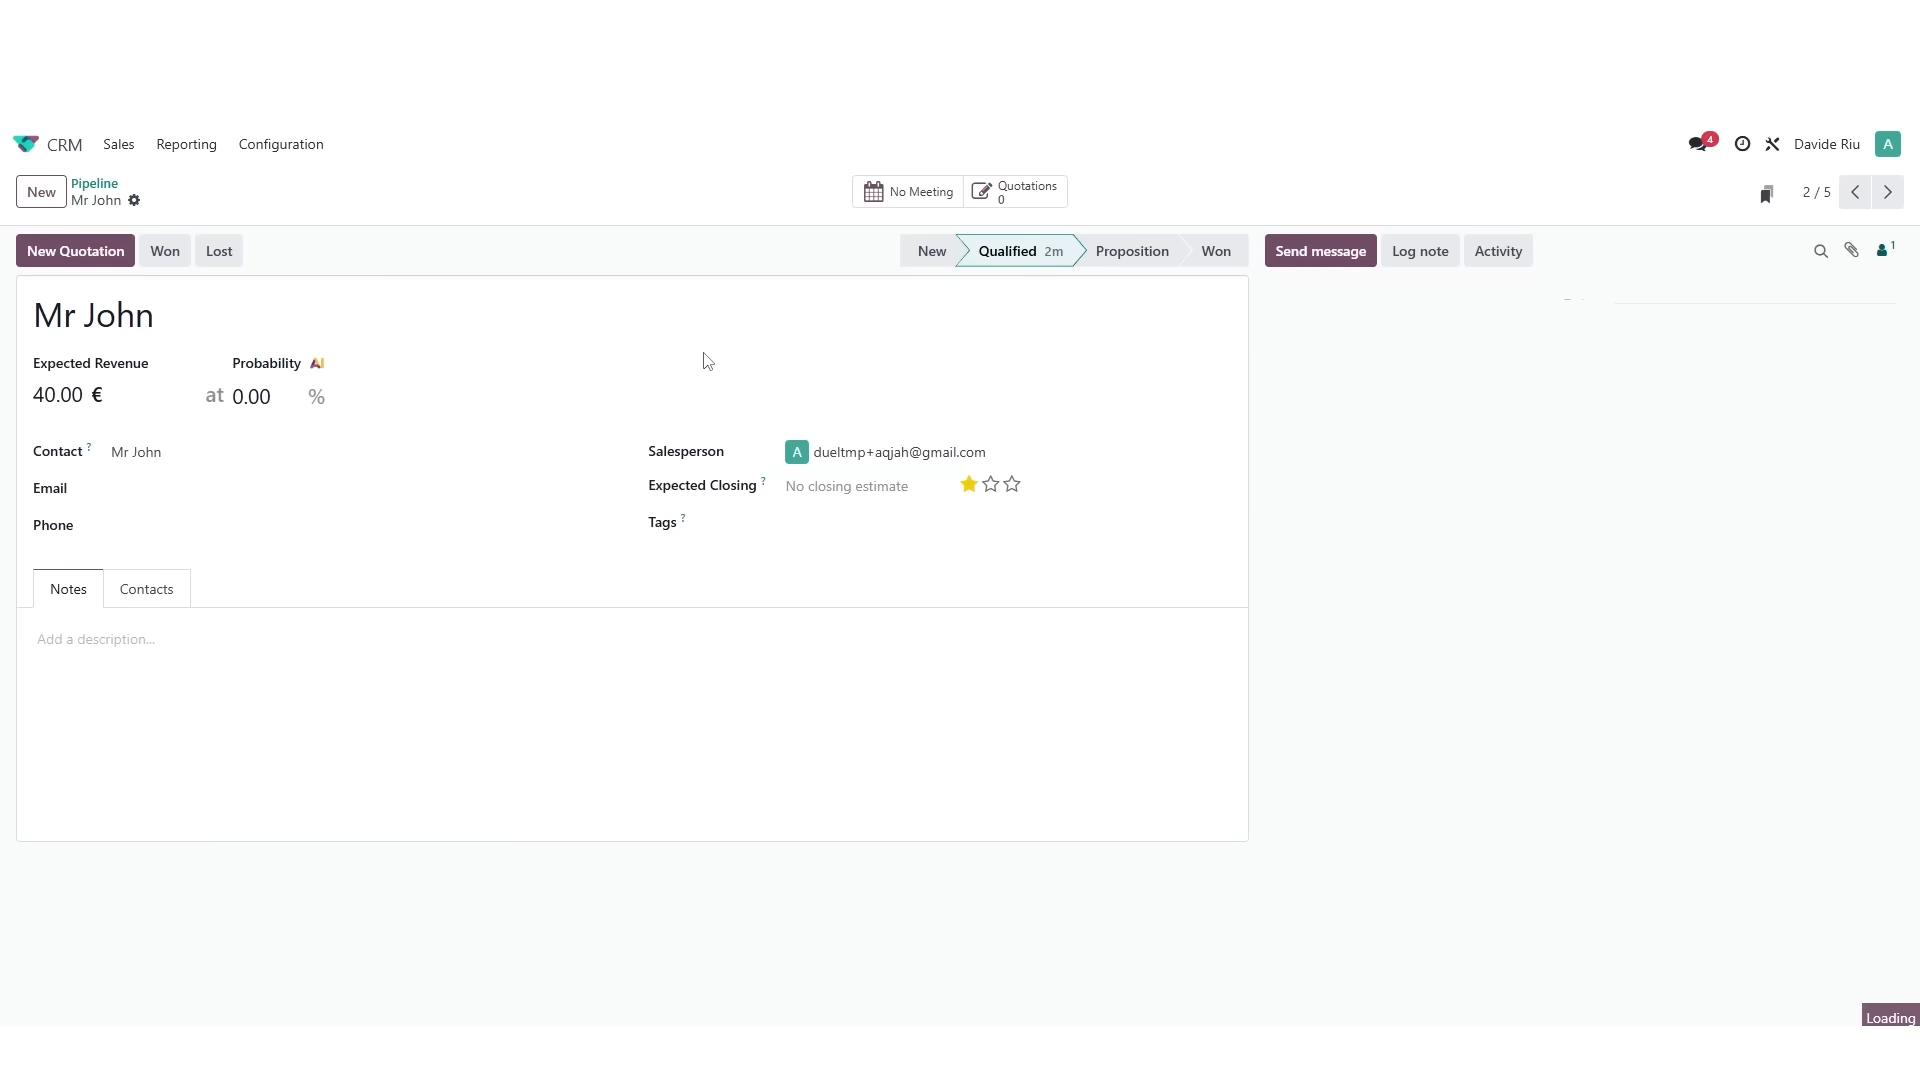 CRM Sales Reporting Configuration
4 Davide Riu A
New Pipeline
Mr John
No Meeting Quotations
0
2 / 5
New Quotation Won Lost
New Qualified 2m Proposition Won
Send message Log note Activity
1
Mr John
Expected Revenue Probability AI
40.00 € at 0.00 %
Contact ? Mr John
Salesperson A dueltmp+aqjah@gmail.com
Email
Expected Closing ? No closing estimate
Phone
Tags ?
Notes Contacts
Add a description...
Loading